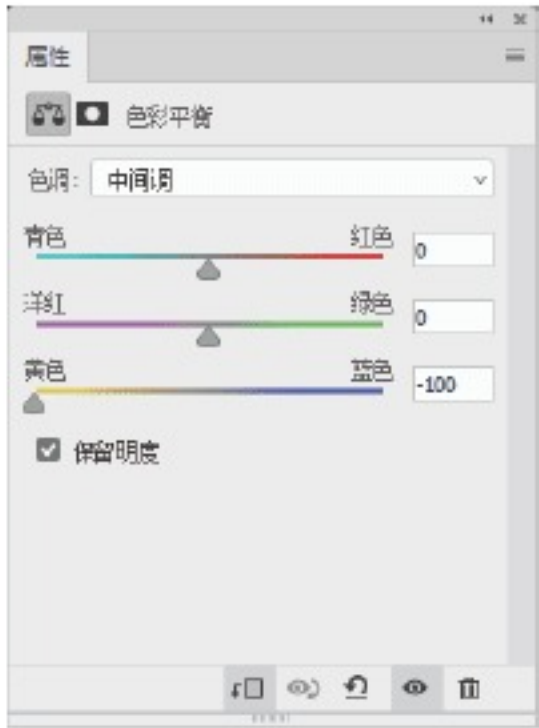 属性
色彩平衡
色调: 中间调
青色 红色 0
洋红 绿色 0
黄色 蓝色 -100
保留明度